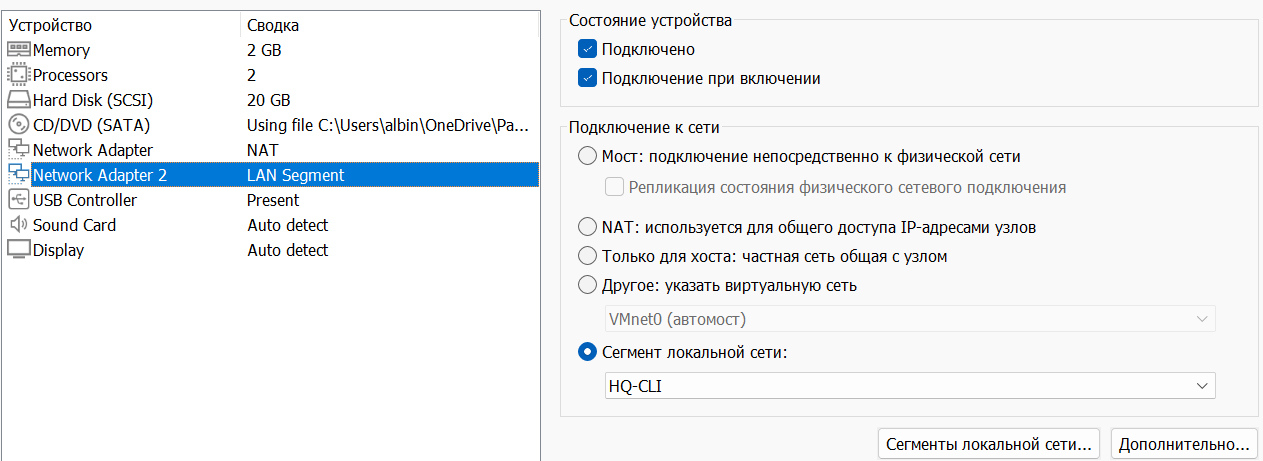 Устройство Сводка
Memory 2 GB
Processors 2
Hard Disk (SCSI) 20 GB
CD/DVD (SATA) Using file C:\Users\albin\OneDrive\Pa...
Network Adapter NAT
Network Adapter 2 LAN Segment
USB Controller Present
Sound Card Auto detect
Display Auto detect
Состояние устройства
Подключено
Подключение при включении
Подключение к сети
Мост: подключение непосредственно к физической сети
Репликация состояния физического сетевого подключения
NAT: используется для общего доступа IP-адресами узлов
Только для хоста: частная сеть общая с узлом
Другое: указать виртуальную сеть
VMnet0 (автомост)
Сегмент локальной сети:
HQ-CLI
Сегменты локальной сети... Дополнительно...